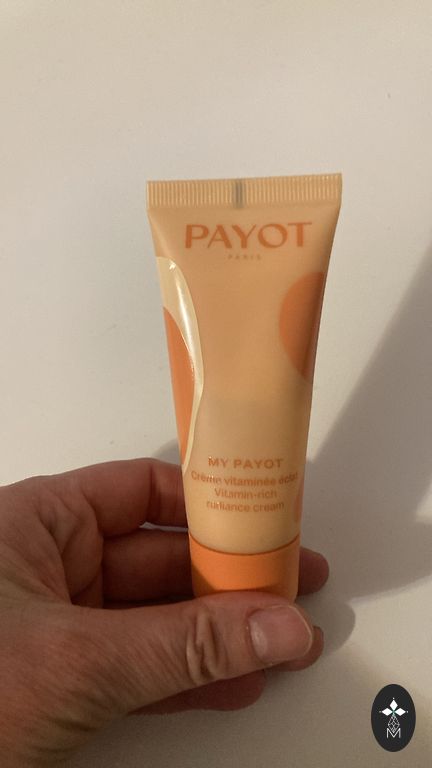 PAYOT
PARIS
MY PAYOT
Crème vitaminée éclat
Vitamin-rich
radiance cream
M